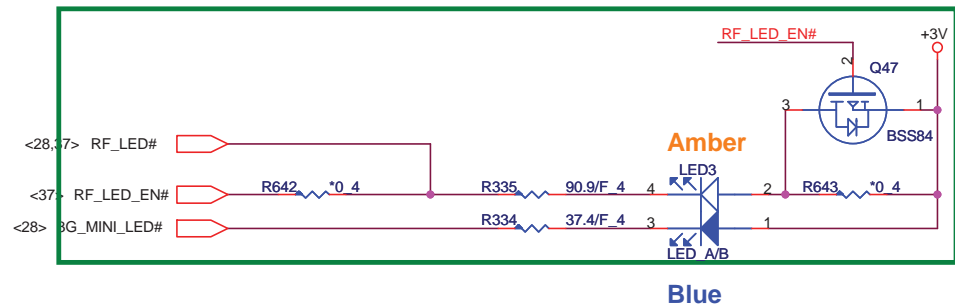 RF_LED_EN#
+3V
2
Q47
3
1
BSS84
<28,37> RF_LED#
Amber
LED3
<37> RF_LED_EN#
R642
*0_4
R335
90.9/F_4
4
2
R643
*0_4
<28> 3G_MINI_LED#
R334
37.4/F_4
3
1
LED_A/B
Blue